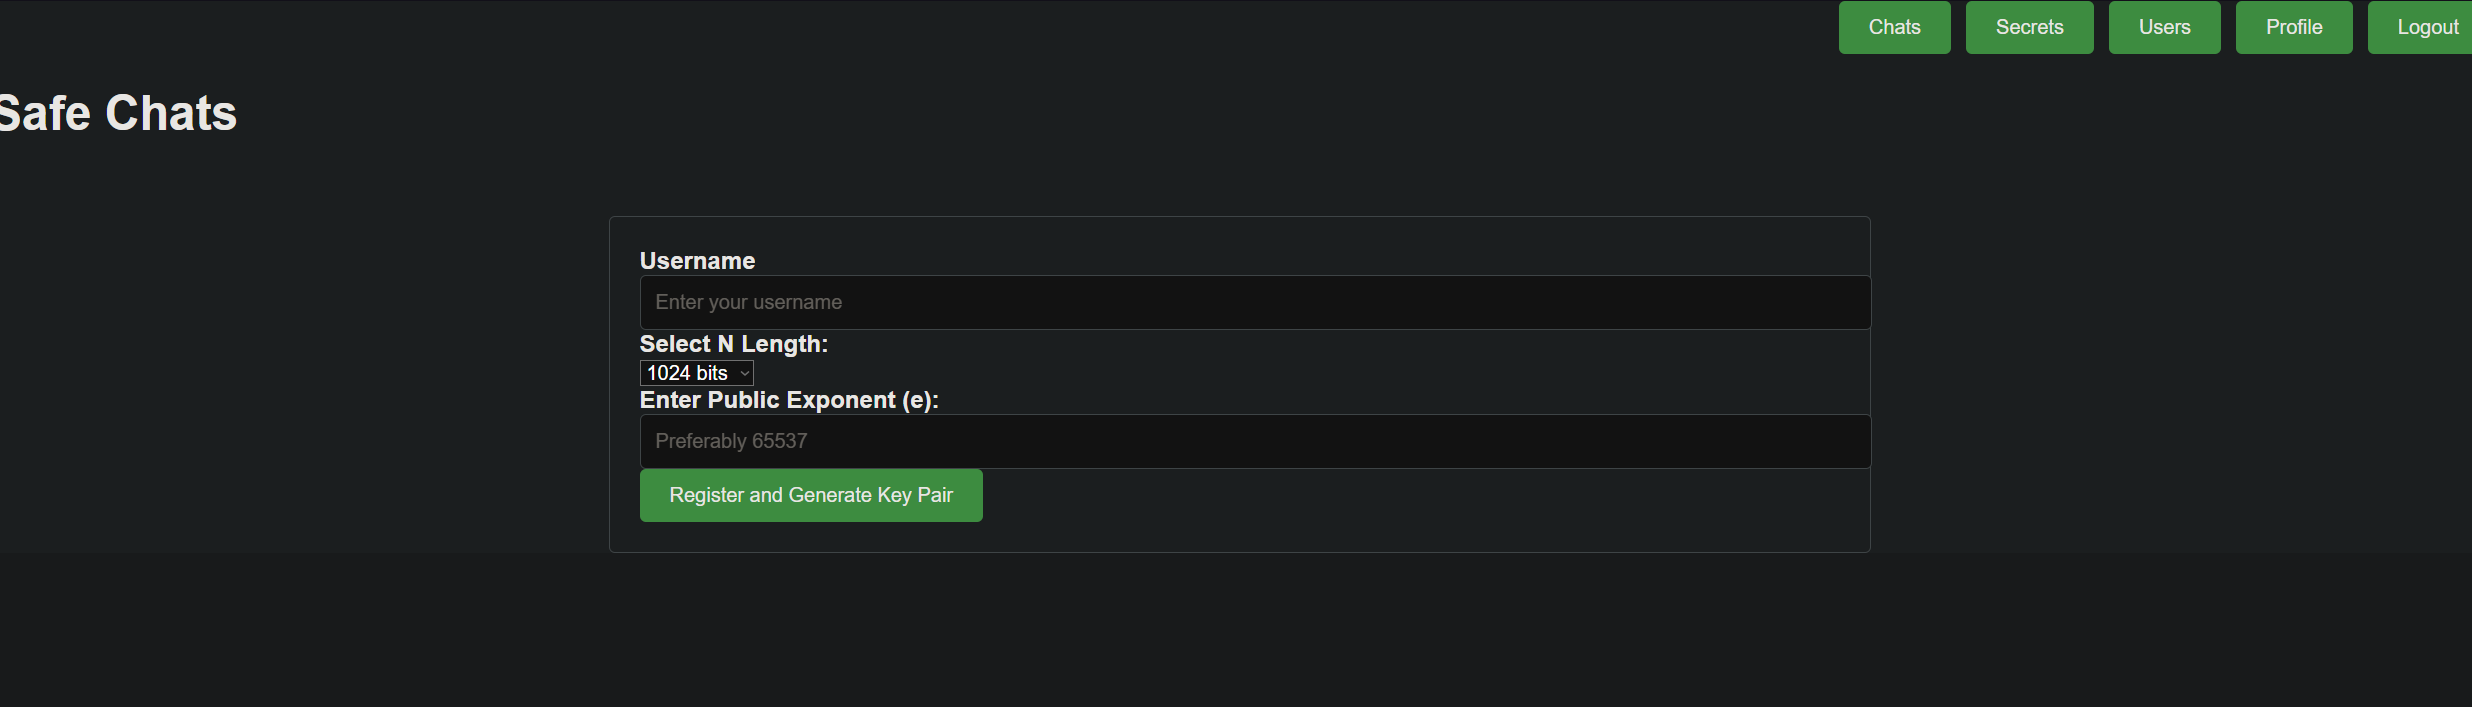 Chats Secrets Users Profile Logout
Safe Chats
Username
Enter your username
Select N Length:
1024 bits
Enter Public Exponent (e):
Preferably 65537
Register and Generate Key Pair